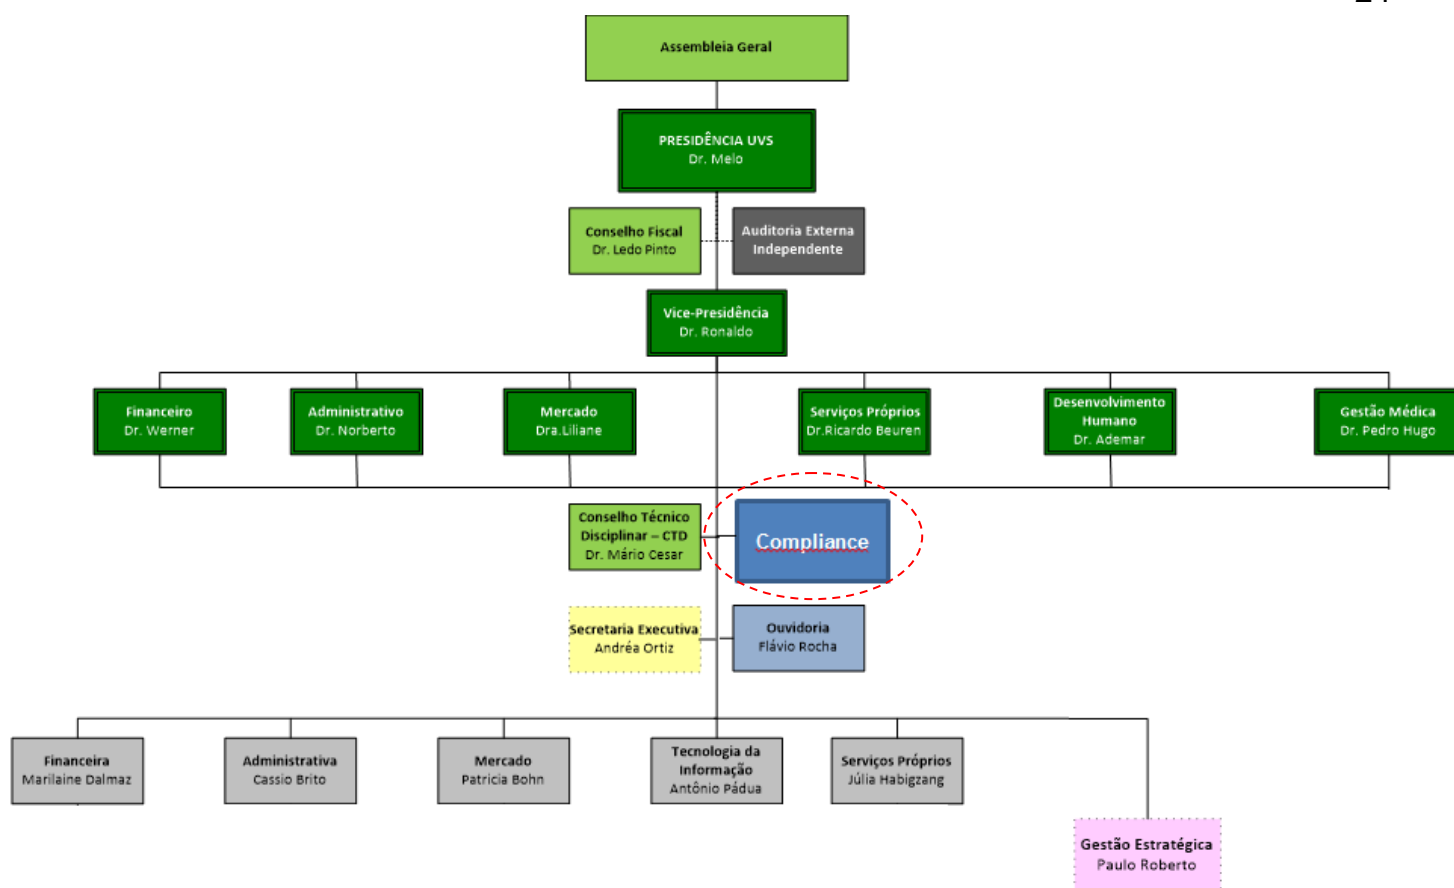 Assembleia Geral
PRESIDÊNCIA UVS
Dr. Melo
Conselho Fiscal
Dr. Ledo Pinto
Auditoria Externa
Independente
Vice-Presidência
Dr. Ronaldo
Financeiro
Dr. Werner
Administrativo
Dr. Norberto
Mercado
Dra.Liliane
Serviços Próprios
Dr.Ricardo Beuren
Desenvolvimento
Humano
Dr. Ademar
Gestão Médica
Dr. Pedro Hugo
Conselho Técnico
Disciplinar – CTD
Dr. Mário Cesar
Compliance
Secretaria Executiva
Andréa Ortiz
Ouvidoria
Flávio Rocha
Financeira
Marilaine Dalmaz
Administrativa
Cassio Brito
Mercado
Patricia Bohn
Tecnologia da
Informação
Antônio Pádua
Serviços Próprios
Júlia Habigzang
Gestão Estratégica
Paulo Roberto